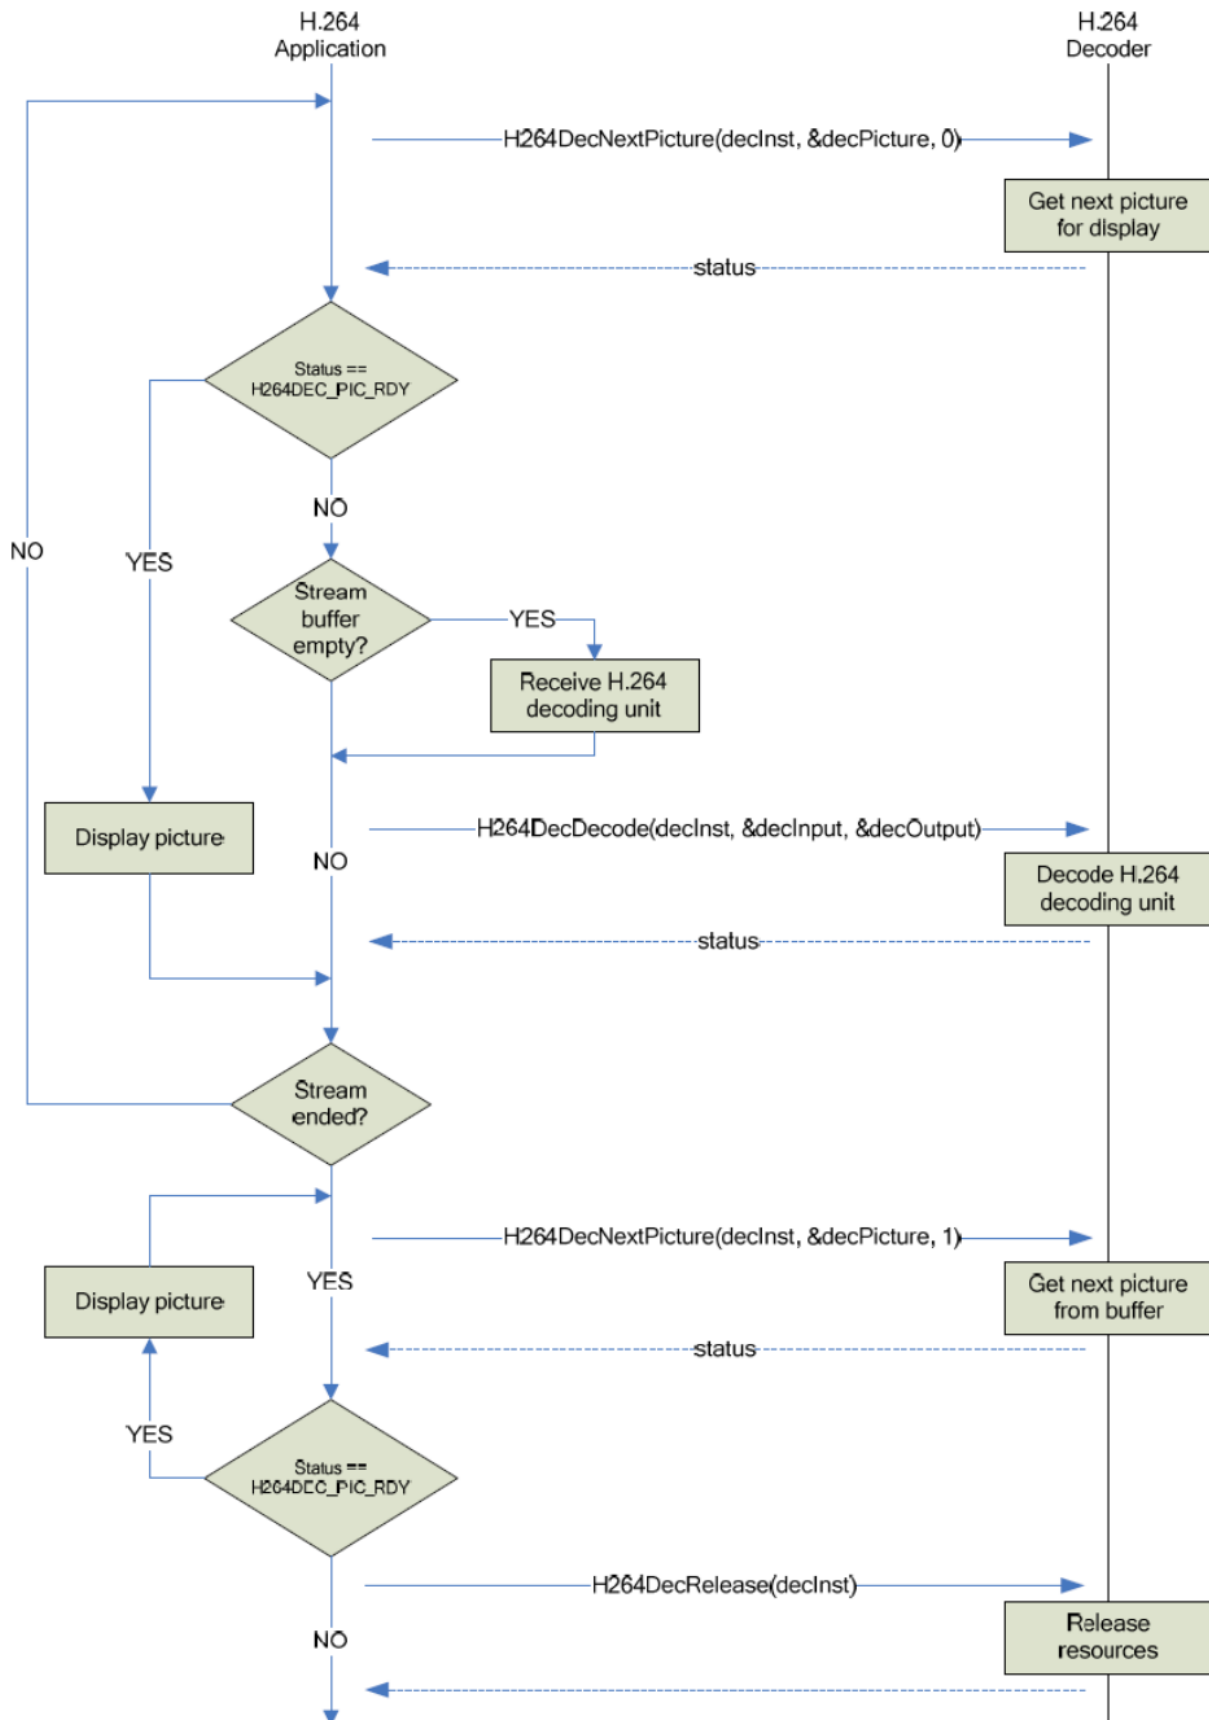 H.264
Application
H.264
Decoder
H264DecNextPicture(decInst, &decPicture, 0)
Get next picture
for display
status
Status ==
H264DEC_PIC_RDY
NO
NO
YES
Stream
buffer
empty?
YES
Receive H.264
decoding unit
Display picture
H264DecDecode(decInst, &decInput, &decOutput)
NO
Decode H.264
decoding unit
status
Stream
ended?
H264DecNextPicture(decInst, &decPicture, 1)
YES
Display picture
Get next picture
from buffer
status
YES
Status ==
H264DEC_PIC_RDY
H264DecRelease(decInst)
NO
Release
resources